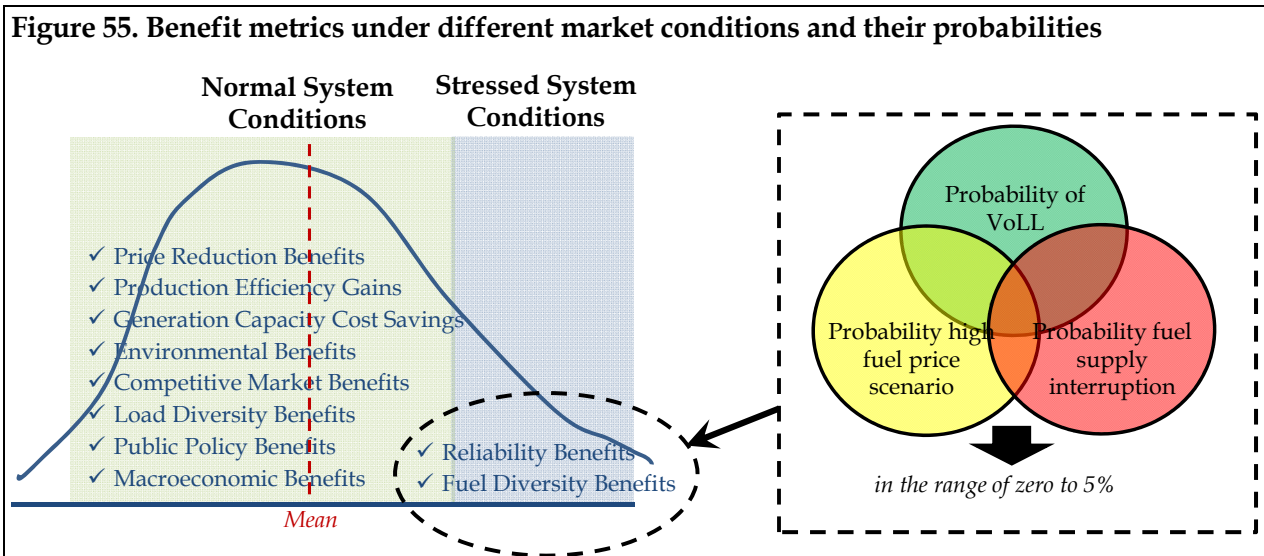 Figure 55. Benefit metrics under different market conditions and their probabilities
Normal System
Conditions
Stressed System
Conditions
✓ Price Reduction Benefits
✓ Production Efficiency Gains
✓ Generation Capacity Cost Savings
✓ Environmental Benefits
✓ Competitive Market Benefits
✓ Load Diversity Benefits
✓ Public Policy Benefits
✓ Macroeconomic Benefits
✓ Reliability Benefits
✓ Fuel Diversity Benefits
Mean
Probability of
VoLL
Probability high
fuel price
scenario
Probability fuel
supply
interruption
in the range of zero to 5%